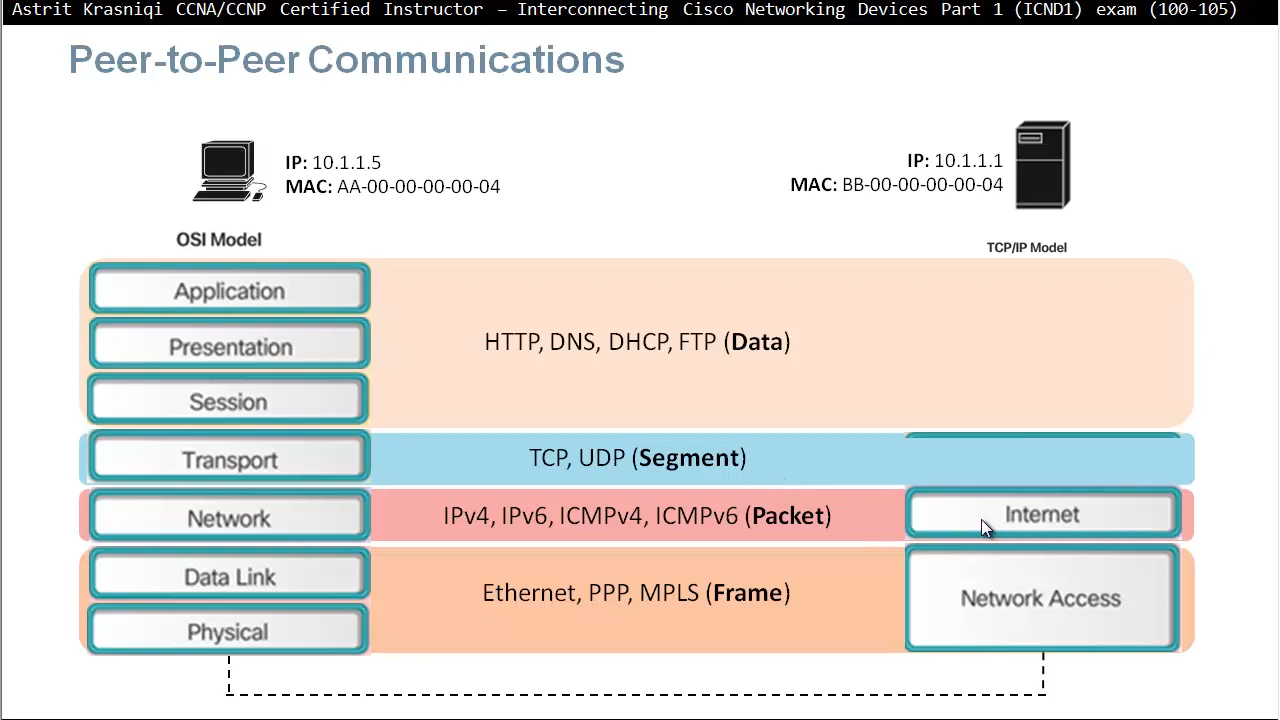 Astrit Krasniqi CCNA/CCNP Certified Instructor – Interconnecting Cisco Networking Devices Part 1 (ICND1) exam (100-105)
Peer-to-Peer Communications
IP: 10.1.1.5
MAC: AA-00-00-00-00-04
IP: 10.1.1.1
MAC: BB-00-00-00-00-04
OSI Model
TCP/IP Model
Application
Presentation
HTTP, DNS, DHCP, FTP (Data)
Session
Transport
TCP, UDP (Segment)
Network
IPv4, IPv6, ICMPv4, ICMPv6 (Packet)
Internet
Data Link
Ethernet, PPP, MPLS (Frame)
Network Access
Physical